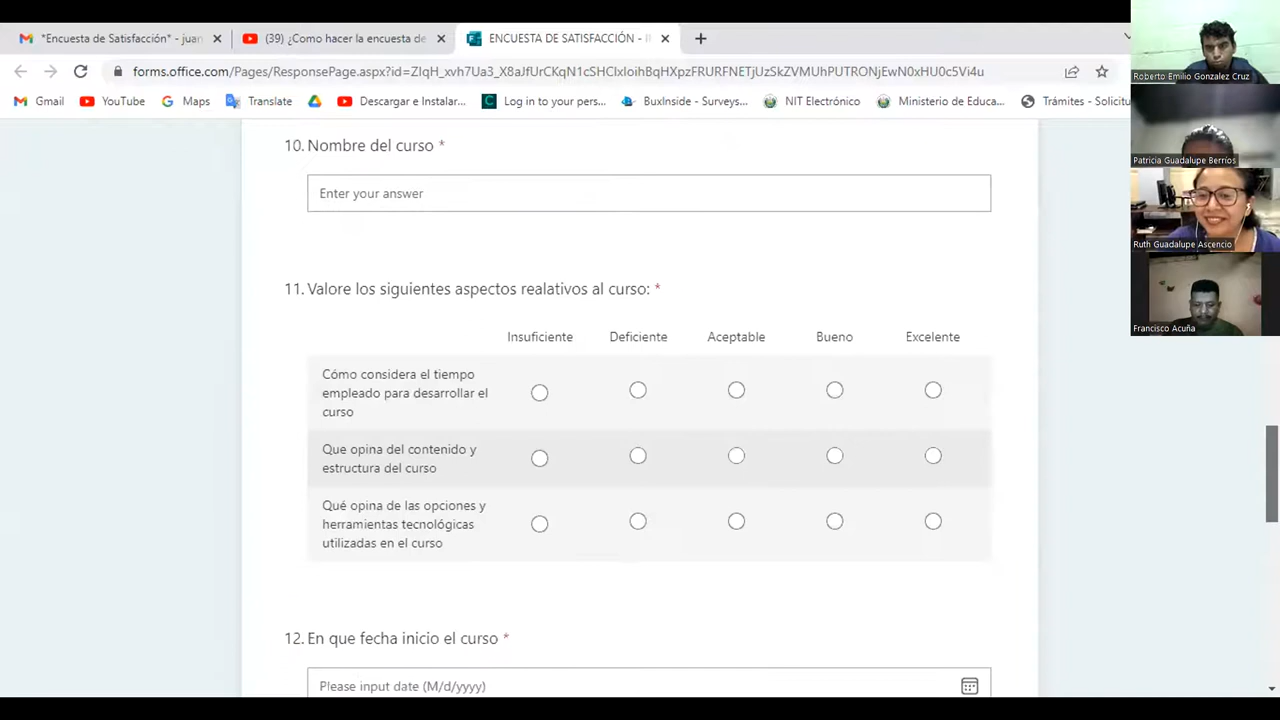 *Encuesta de Satisfacción* - juan
(39) ¿Como hacer la encuesta de
ENCUESTA DE SATISFACCIÓN -
forms.office.com/Pages/ResponsePage.aspx?id=ZIqH_xvh7Ua3_X8aJfUrCKqN1cSHClxIoihBqHXpzFRURFNETjUzSkZVMUhPUTRONjEwN0xHU0c5Vi4u
Gmail
YouTube
Maps
Translate
Descargar e Instalar...
Log in to your pers...
BuxInside - Surveys...
NIT Electrónico
Ministerio de Educa...
Trámites - Solicitu
10. Nombre del curso *
Enter your answer
11. Valore los siguientes aspectos realativos al curso: *
Insuficiente Deficiente Aceptable Bueno Excelente
Cómo considera el tiempo
empleado para desarrollar el
curso
Que opina del contenido y
estructura del curso
Qué opina de las opciones y
herramientas tecnológicas
utilizadas en el curso
12. En que fecha inicio el curso *
Please input date (M/d/yyyy)
Roberto Emilio Gonzalez Cruz
Patricia Guadalupe Berríos
Ruth Guadalupe Ascencio
Francisco Acuña